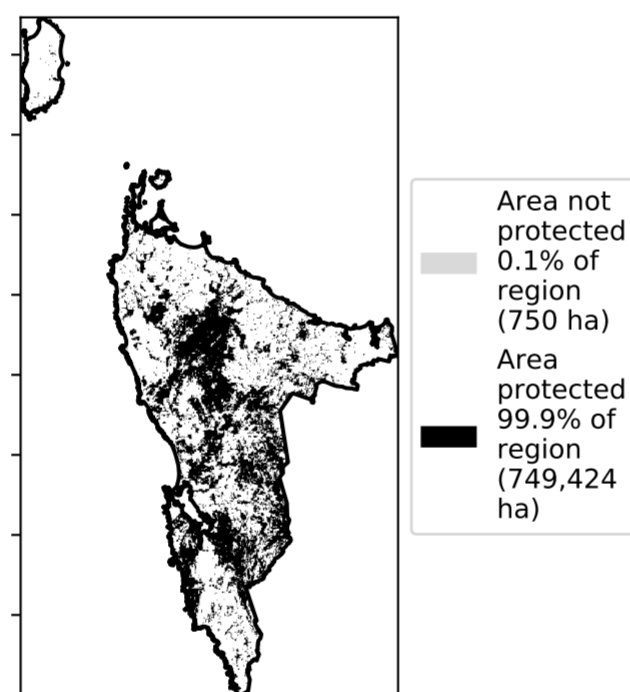 Area not
protected
0.1% of
region
(750 ha)
Area
protected
99.9% of
region
(749,424
ha)